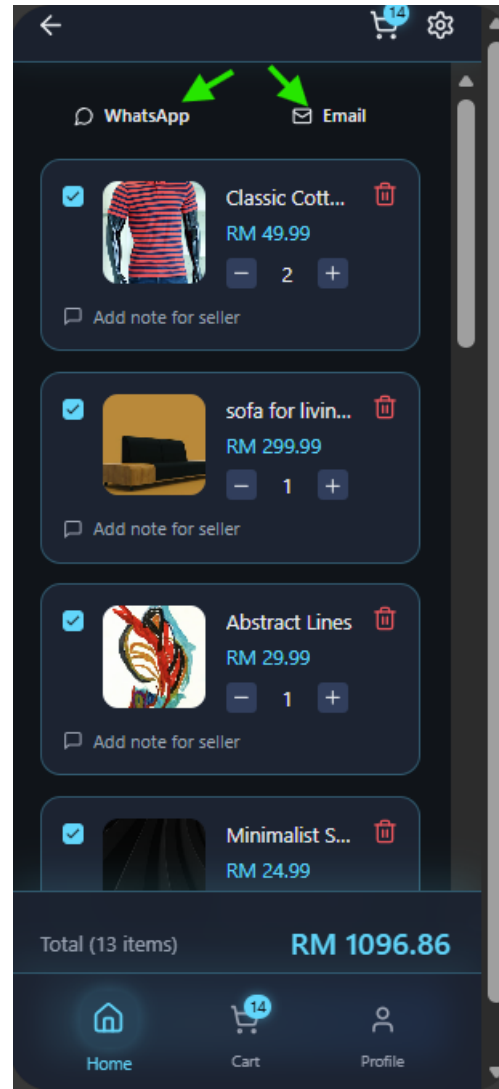 14
WhatsApp Email
Classic Cott...
RM 49.99
2
Add note for seller
sofa for livin...
RM 299.99
1
Add note for seller
Abstract Lines
RM 29.99
1
Add note for seller
Minimalist S...
RM 24.99
Total (13 items) RM 1096.86
14
Home Cart Profile